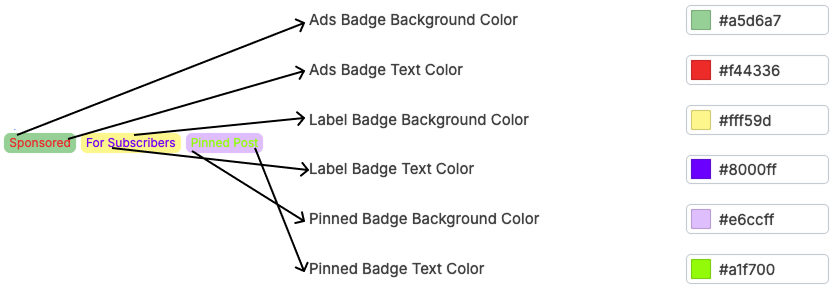 Ads Badge Background Color #a5d6a7
Ads Badge Text Color #f44336
Label Badge Background Color #fff59d
Sponsored For Subscribers Pinned Post
Label Badge Text Color #8000ff
Pinned Badge Background Color #e6ccff
Pinned Badge Text Color #a1f700